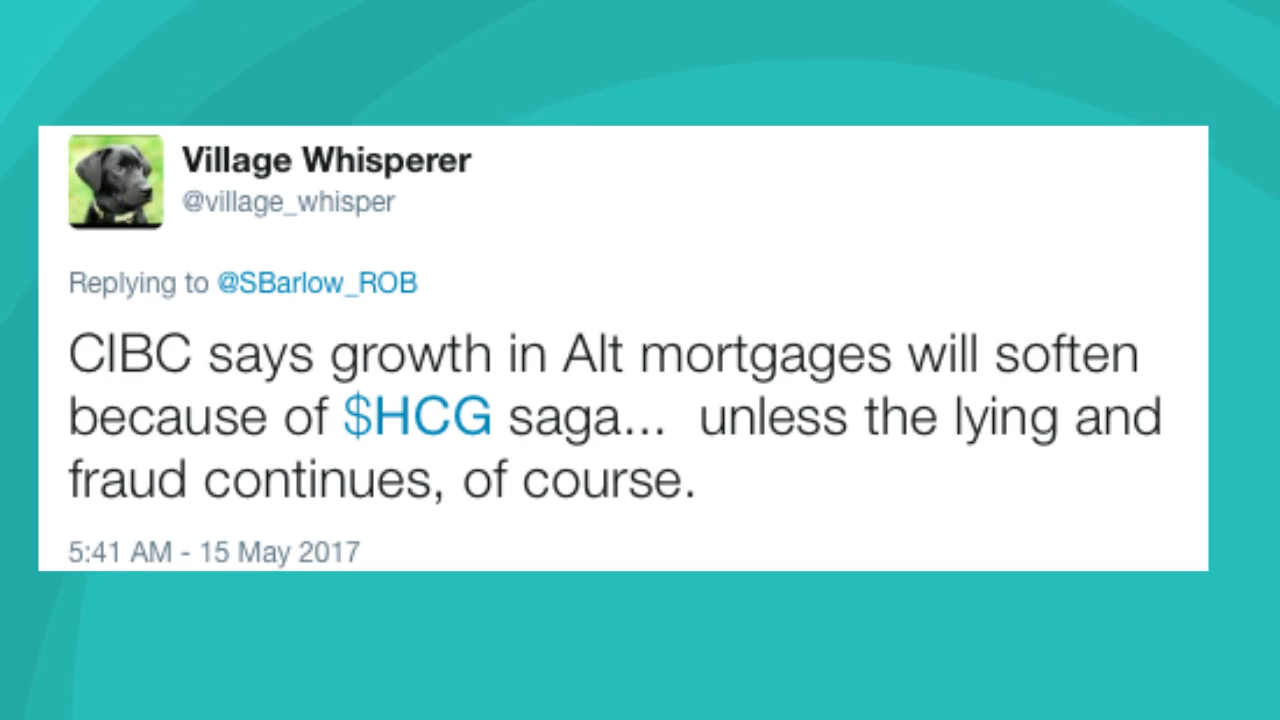 Village Whisperer
@village_whisper
Replying to @SBarlow_ROB
CIBC says growth in Alt mortgages will soften
because of $HCG saga...  unless the lying and
fraud continues, of course.
5:41 AM - 15 May 2017